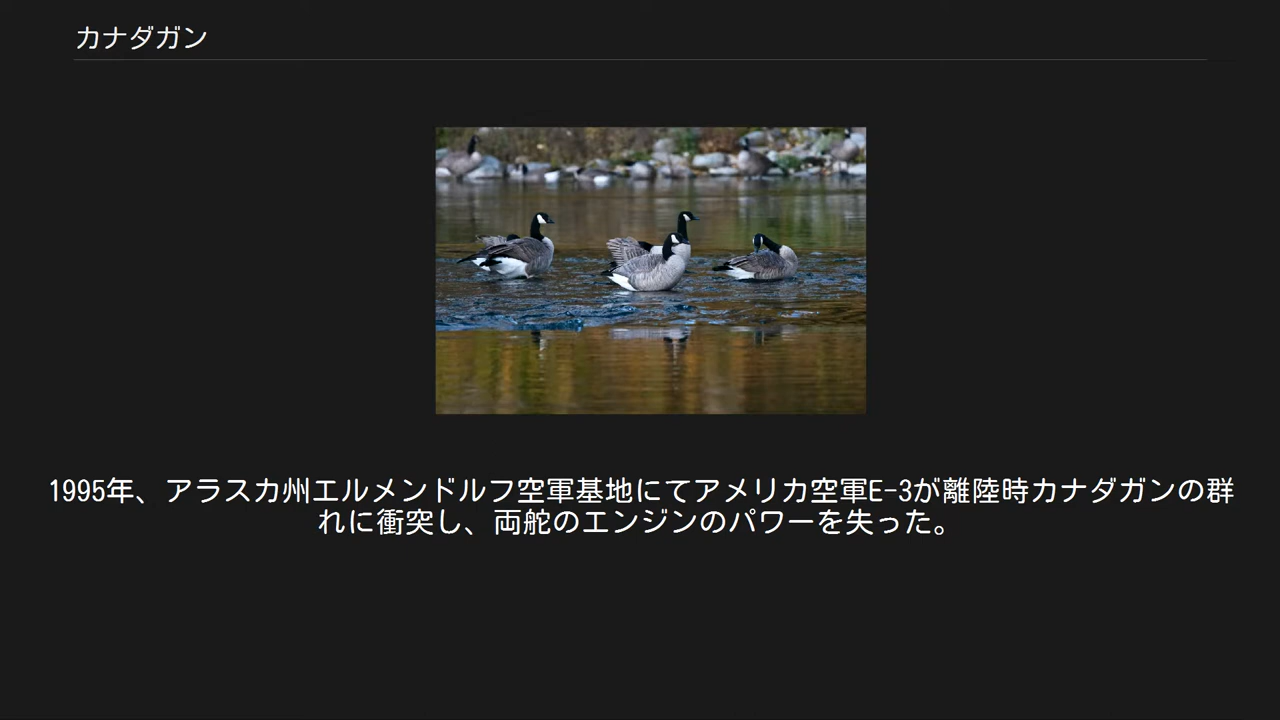 カナダガン
1995年、アラスカ州エルメンドルフ空軍基地にてアメリカ空軍E-3が離陸時カナダガンの群
れに衝突し、両舵のエンジンのパワーを失った。